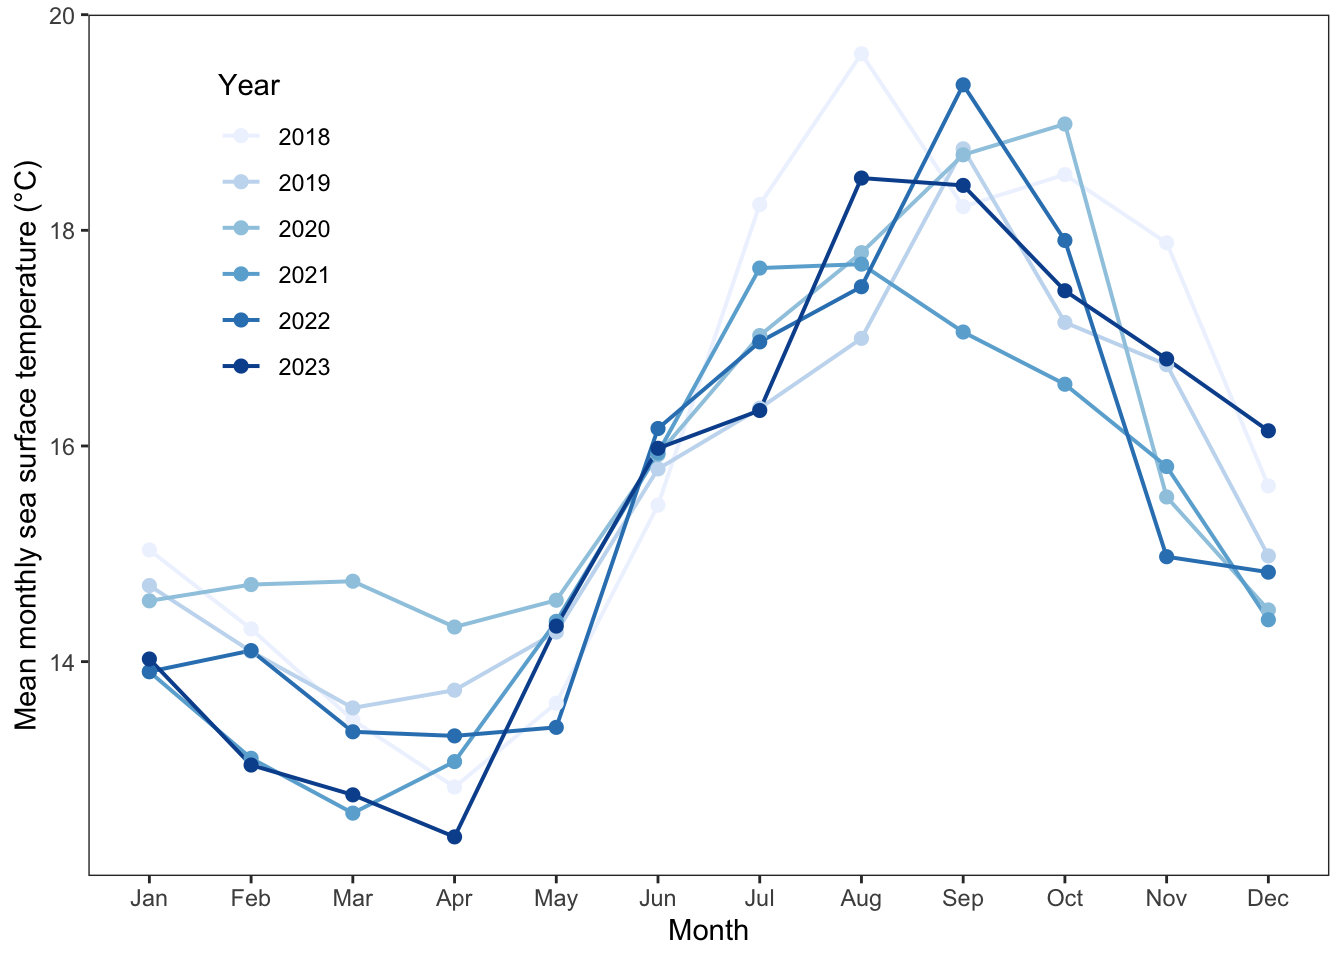 20
18
16
14
Mean monthly sea surface temperature (°C)
Year
2018
2019
2020
2021
2022
2023
Jan Feb Mar Apr May Jun Jul Aug Sep Oct Nov Dec
Month